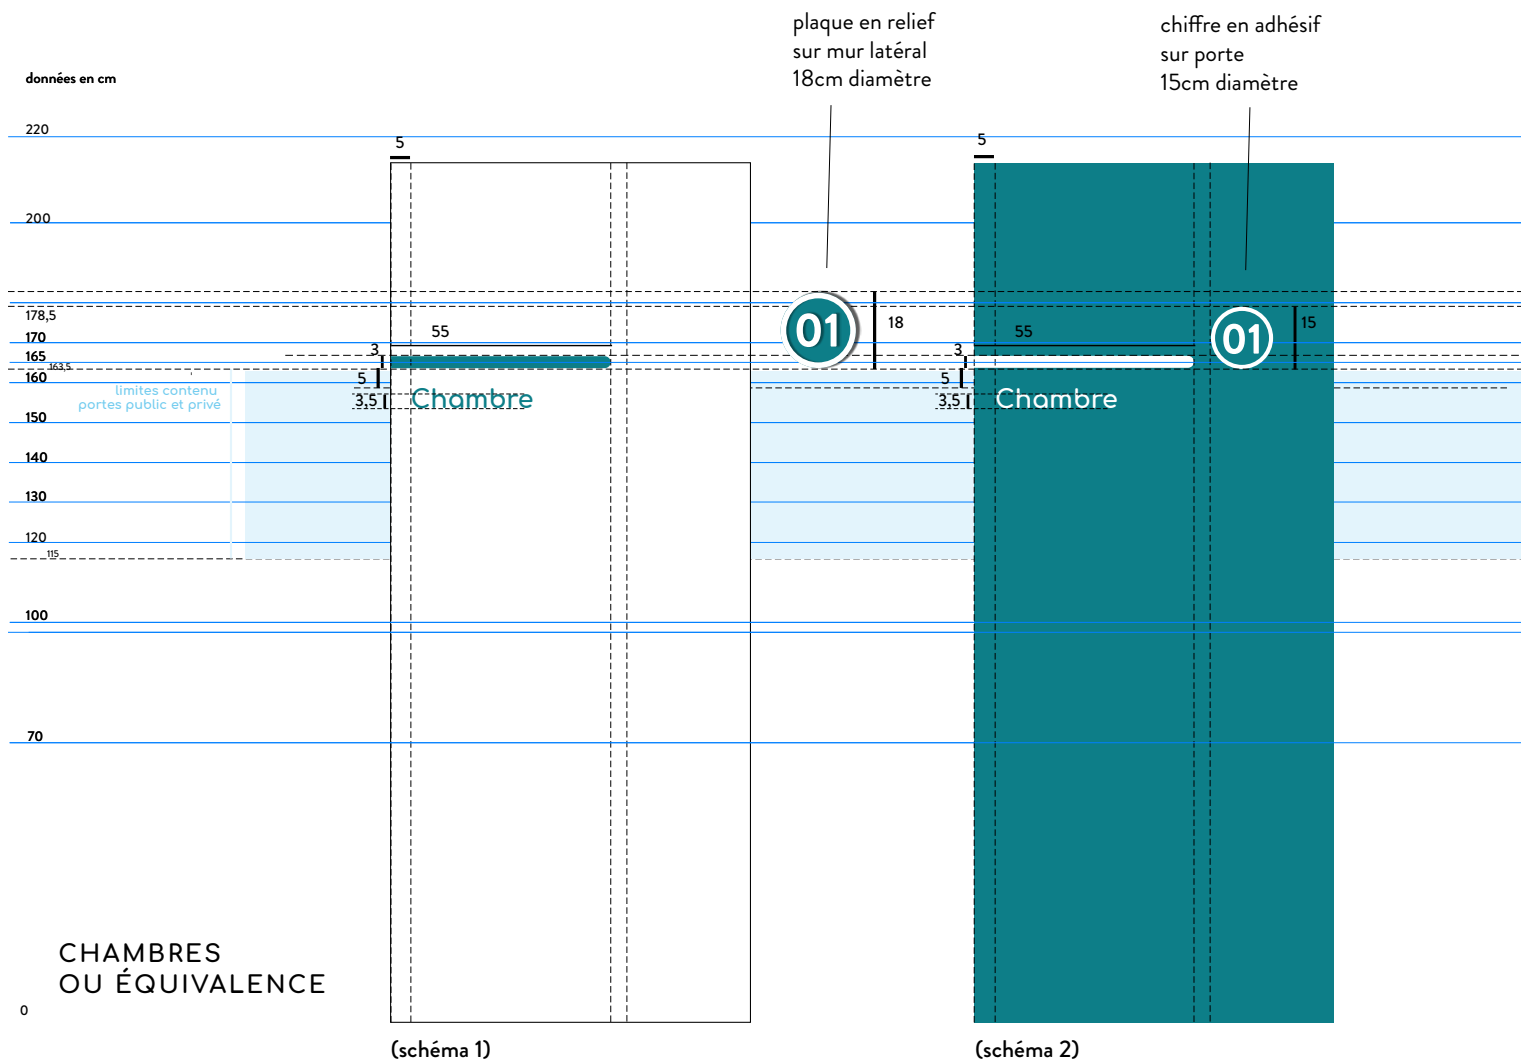 plaque en relief
sur mur latéral
18cm diamètre
chiffre en adhésif
sur porte
15cm diamètre
données en cm
220
5
5
200
178,5
18
15
01
01
55
55
170
3
3
165
163,5
160
5
5
limites contenu
portes public et privé
3,5
Chambre
3,5
Chambre
150
140
130
120
115
100
70
CHAMBRES
OU ÉQUIVALENCE
0
(schéma 1)
(schéma 2)